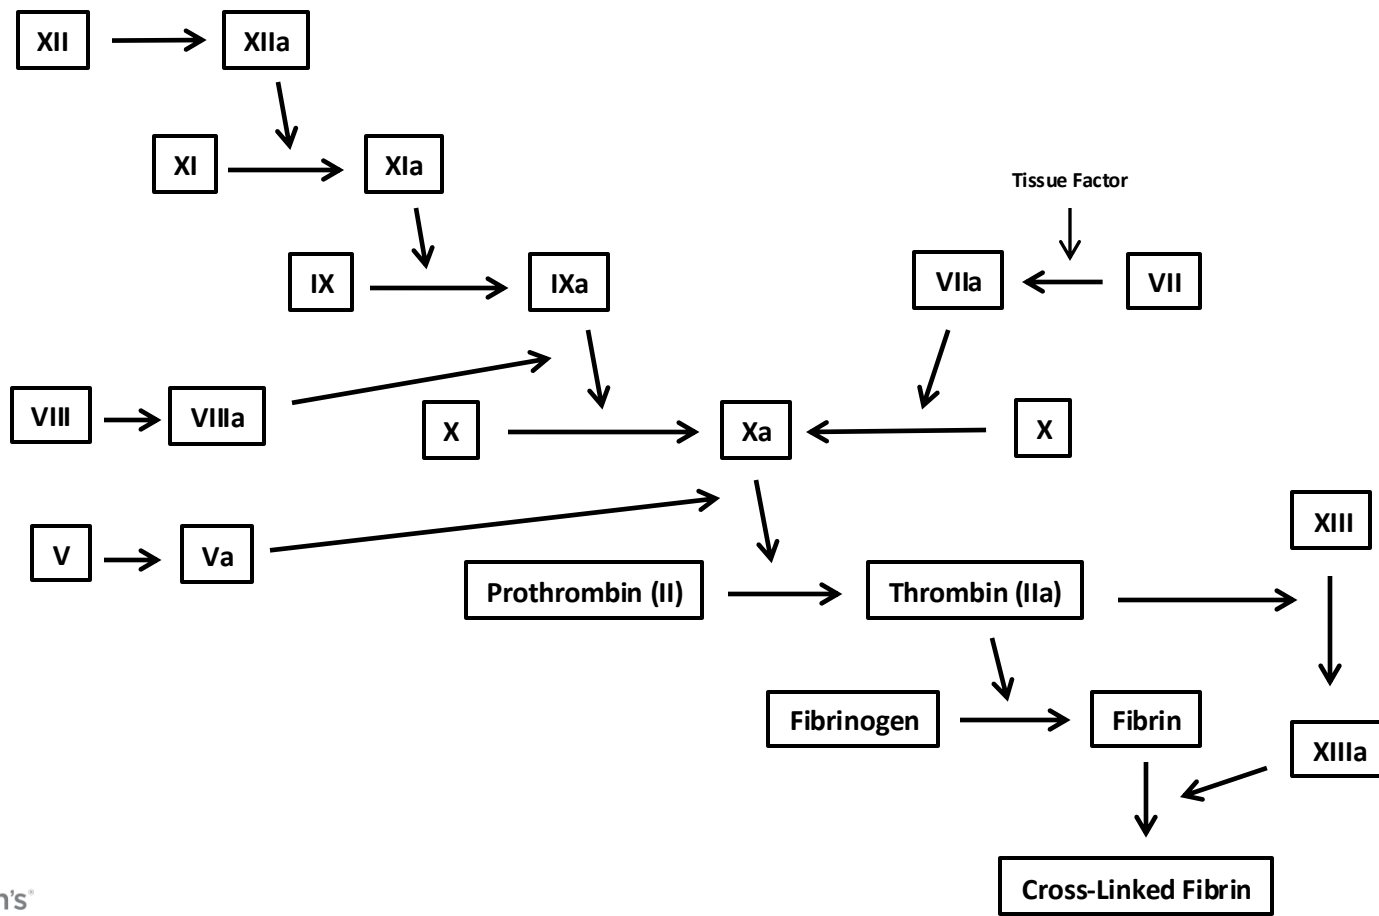 XII
XIIa
XI
XIa
Tissue Factor
IX
IXa
VIIa
VII
VIII
VIIIa
X
Xa
X
V
Va
XIII
Prothrombin (II)
Thrombin (IIa)
Fibrinogen
Fibrin
XIIIa
Cross-Linked Fibrin
n's®